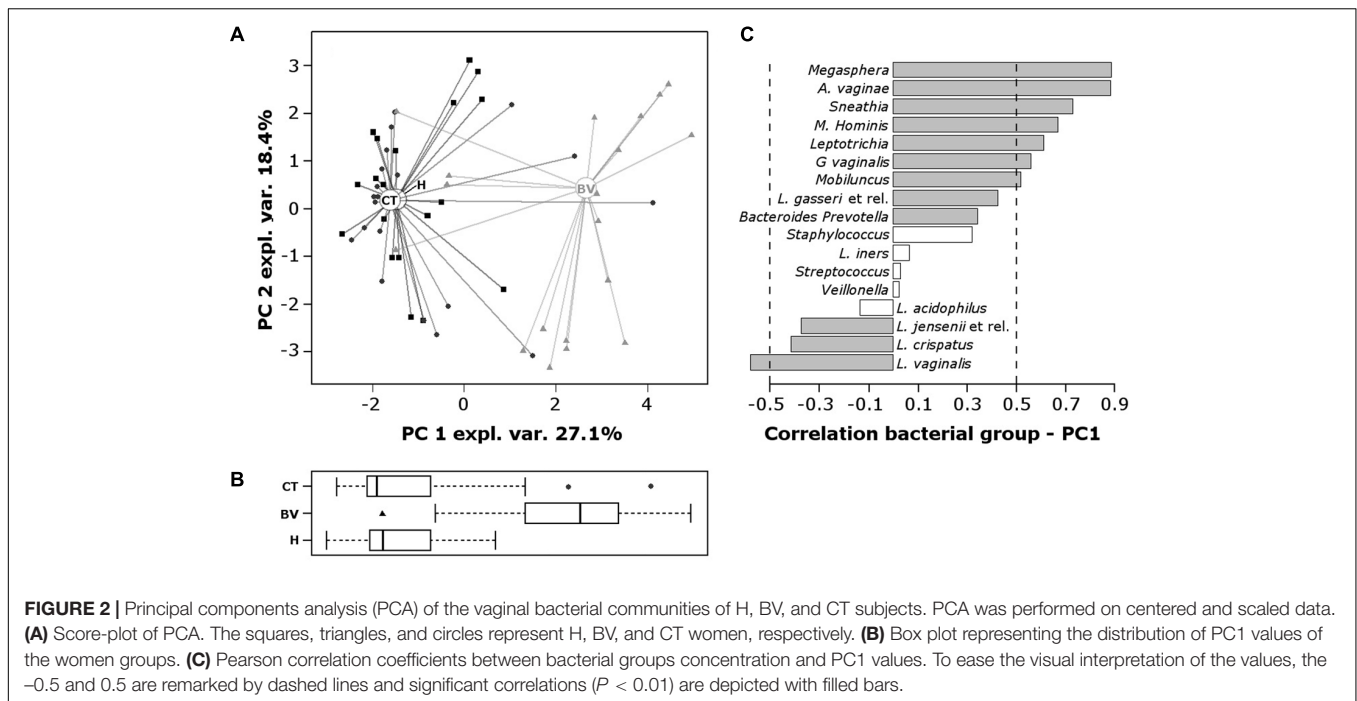 A
3
2
1
0
-1
-2
-3
PC 2 expl. var. 18.4%
H
CT
BV
-2
0
2
4
PC 1 expl. var. 27.1%
B
CT
BV
H
C
Megasphera
A. vaginae
Sneathia
M. Hominis
Leptotrichia
G vaginalis
Mobiluncus
L. gasseri et rel.
Bacteroides Prevotella
Staphylococcus
L. iners
Streptococcus
Veillonella
L. acidophilus
L. jensenii et rel.
L. crispatus
L. vaginalis
-0.5 -0.3 -0.1 0.1 0.3 0.5 0.7 0.9
Correlation bacterial group - PC1
FIGURE 2 | Principal components analysis (PCA) of the vaginal bacterial communities of H, BV, and CT subjects. PCA was performed on centered and scaled data.
(A) Score-plot of PCA. The squares, triangles, and circles represent H, BV, and CT women, respectively. (B) Box plot representing the distribution of PC1 values of
the women groups. (C) Pearson correlation coefficients between bacterial groups concentration and PC1 values. To ease the visual interpretation of the values, the
–0.5 and 0.5 are remarked by dashed lines and significant correlations (P < 0.01) are depicted with filled bars.